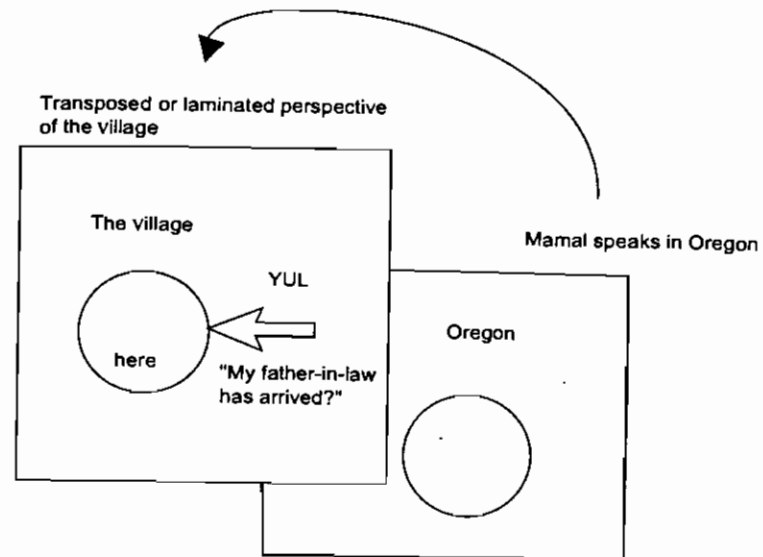 Transposed or laminated perspective
of the village
The village
Mamal speaks in Oregon
YUL
Oregon
here
"My father-in-law
has arrived?"